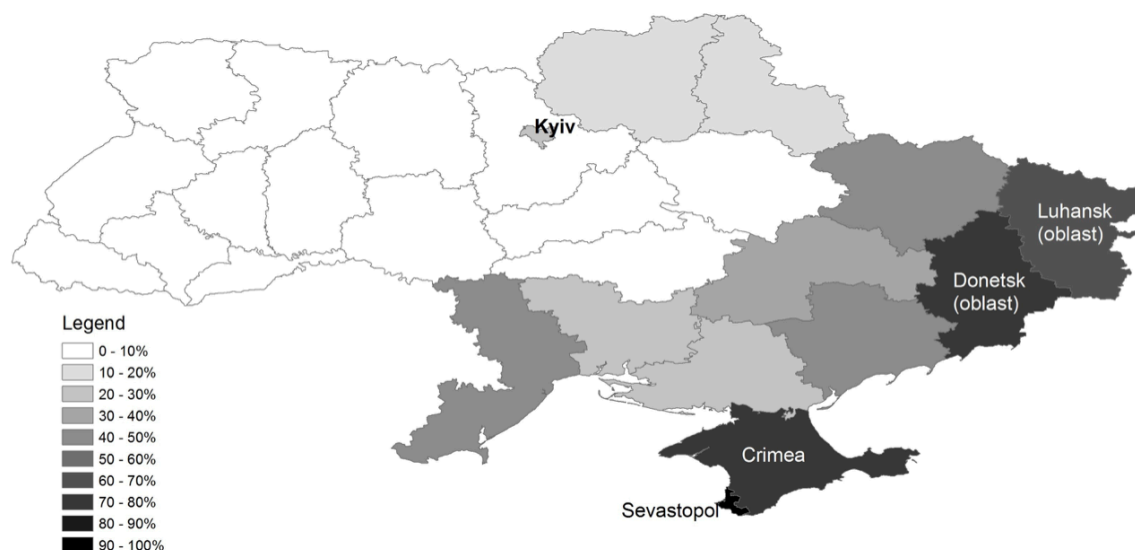 Kyiv
Luhansk
(oblast)
Donetsk
(oblast)
Legend
0 - 10%
10 - 20%
20 - 30%
30 - 40%
40 - 50%
50 - 60%
60 - 70%
70 - 80%
80 - 90%
90 - 100%
Crimea
Sevastopol